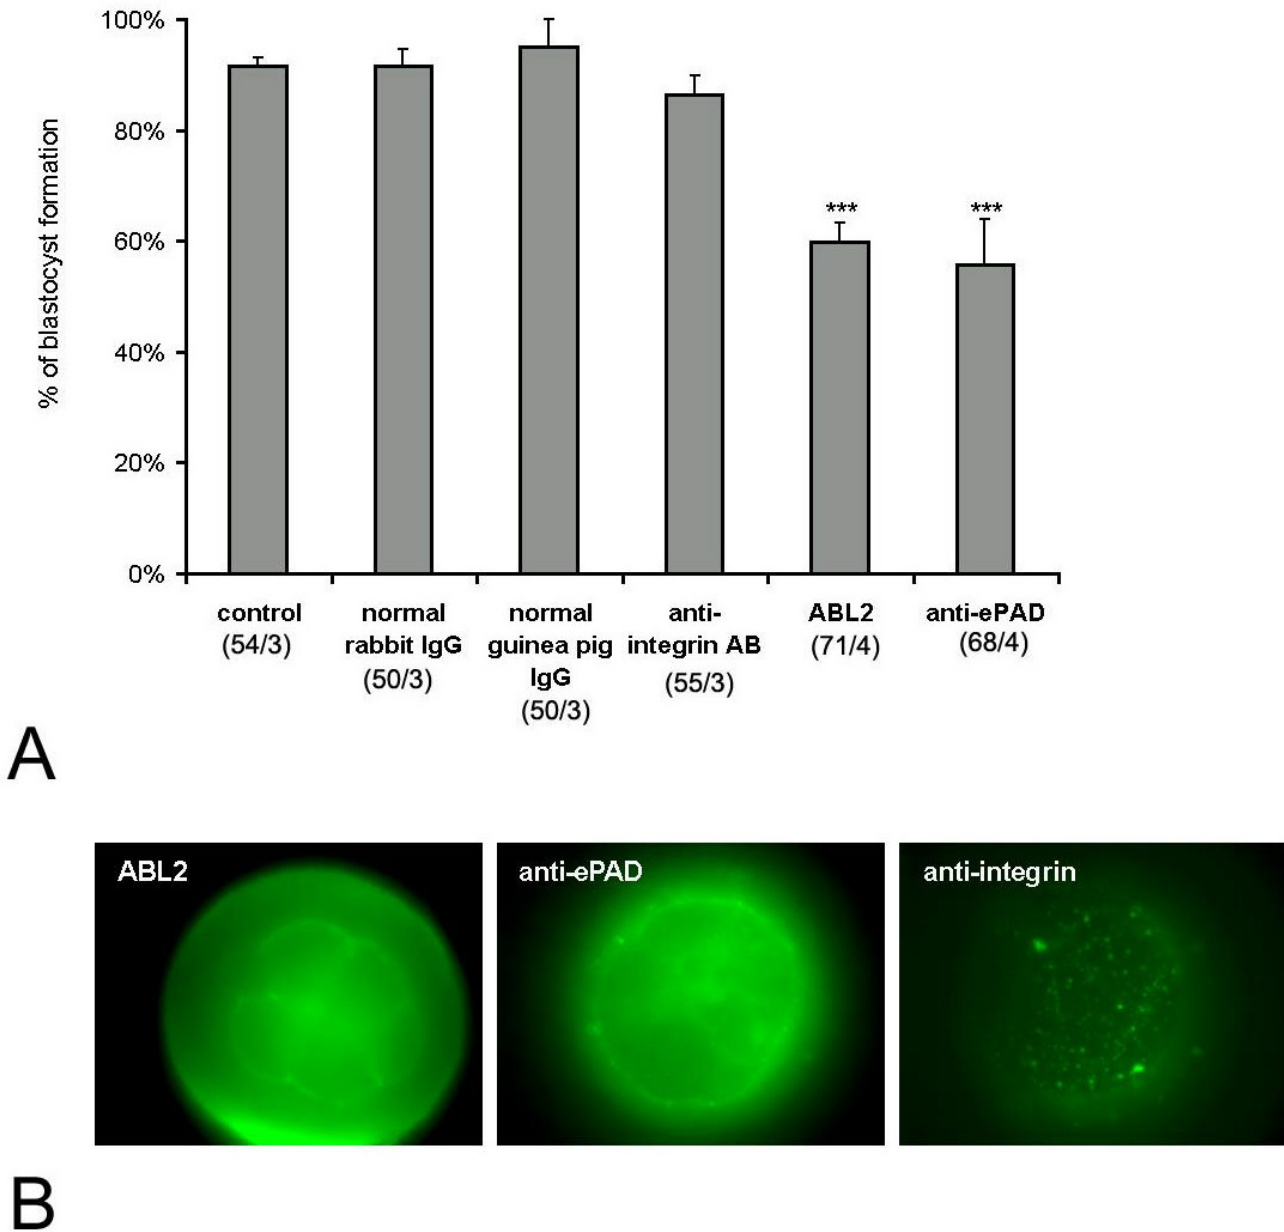 100%
80%
60%
40%
20%
0%
% of blastocyst formation
***
***
control
(54/3)
normal
rabbit IgG
(50/3)
normal
guinea pig
IgG
(50/3)
anti-
integrin AB
(55/3)
ABL2
(71/4)
anti-ePAD
(68/4)
A
ABL2
anti-ePAD
anti-integrin
B